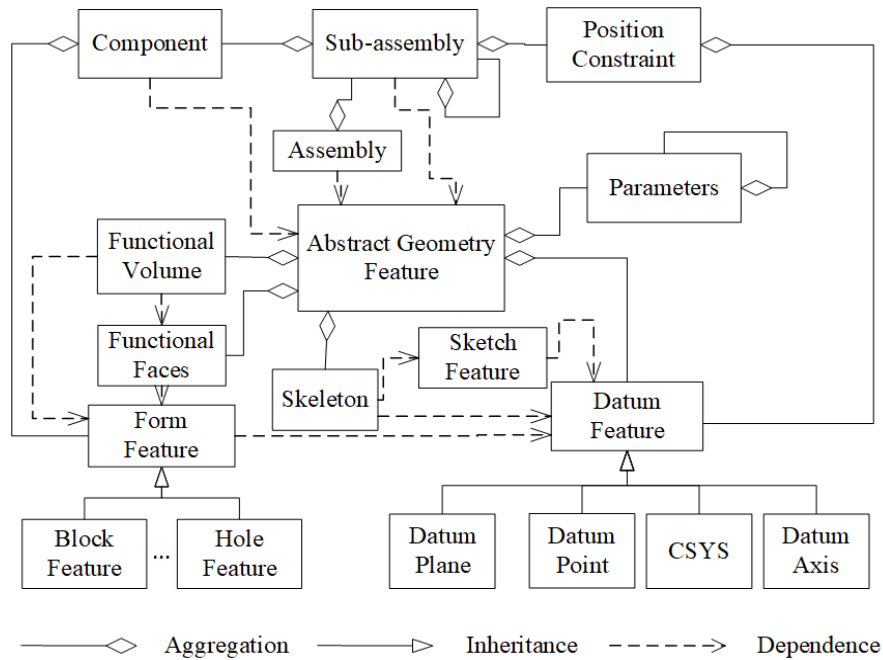 Component
Sub-assembly
Position
Constraint
Assembly
Parameters
Functional
Volume
Abstract Geometry
Feature
Functional
Faces
Sketch
Feature
Skeleton
Form
Feature
Datum
Feature
Block
Feature
...
Hole
Feature
Datum
Plane
Datum
Point
CSYS
Datum
Axis
Aggregation
Inheritance
Dependence